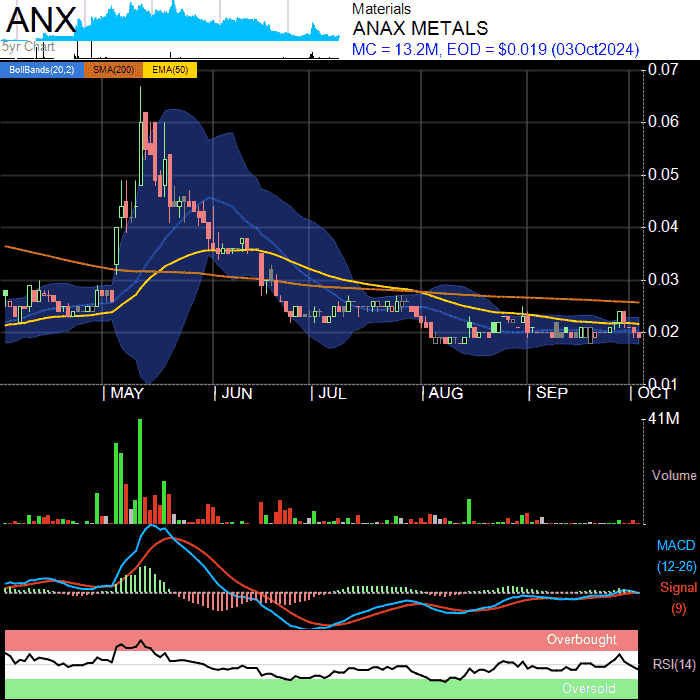 ANX
5yr Chart
Materials
ANAX METALS
MC = 13.2M, EOD = $0.019 (03Oct2024)
BollBands(20,2) SMA(200) EMA(50)
0.07
0.06
0.05
0.04
0.03
0.02
0.01
MAY JUN JUL AUG SEP OCT
41M
Volume
MACD
(12-26)
Signal
(9)
Overbought
RSI(14)
Oversold